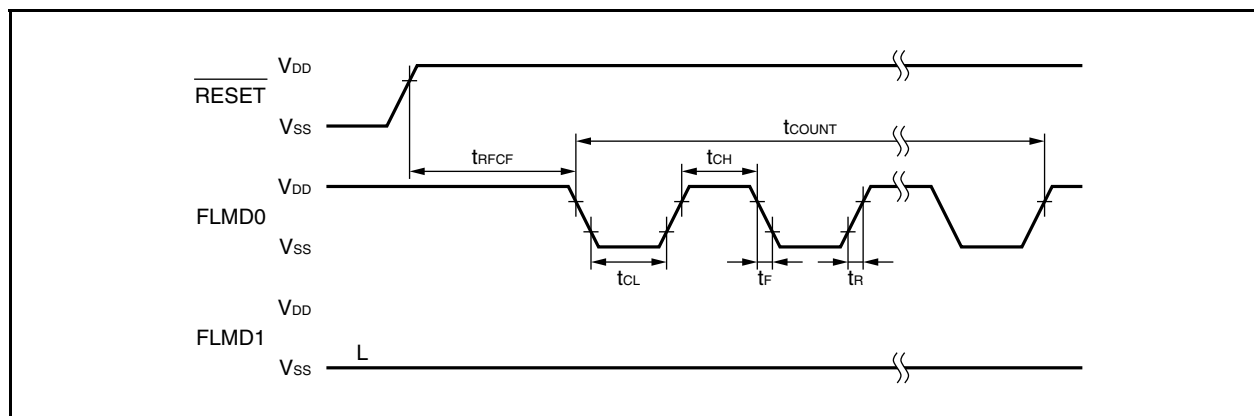 VDD
RESET
VSS
tCOUNT
tRFCF
tCH
VDD
FLMD0
VSS
tCL
tF
tR
VDD
FLMD1
L
VSS